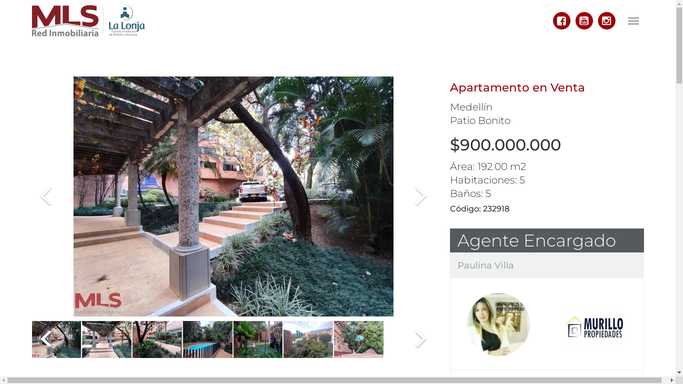 MLS
Red Inmobiliaria
La Lonja
Apartamento en Venta
Medellín
Patio Bonito
$900.000.000
Área: 192.00 m2
Habitaciones: 5
Baños: 5
Código: 232918
Agente Encargado
Paulina Villa
MLS
MURILLO
PROPIEDADES